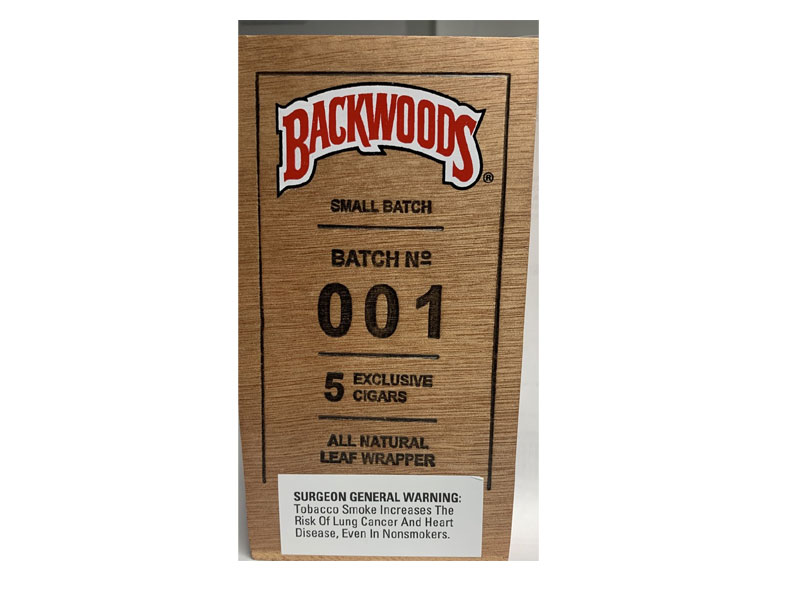 BACKWOODS®
SMALL BATCH
BATCH Nº
001
5 EXCLUSIVE
CIGARS
ALL NATURAL
LEAF WRAPPER
SURGEON GENERAL WARNING:
Tobacco Smoke Increases The
Risk Of Lung Cancer And Heart
Disease, Even In Nonsmokers.